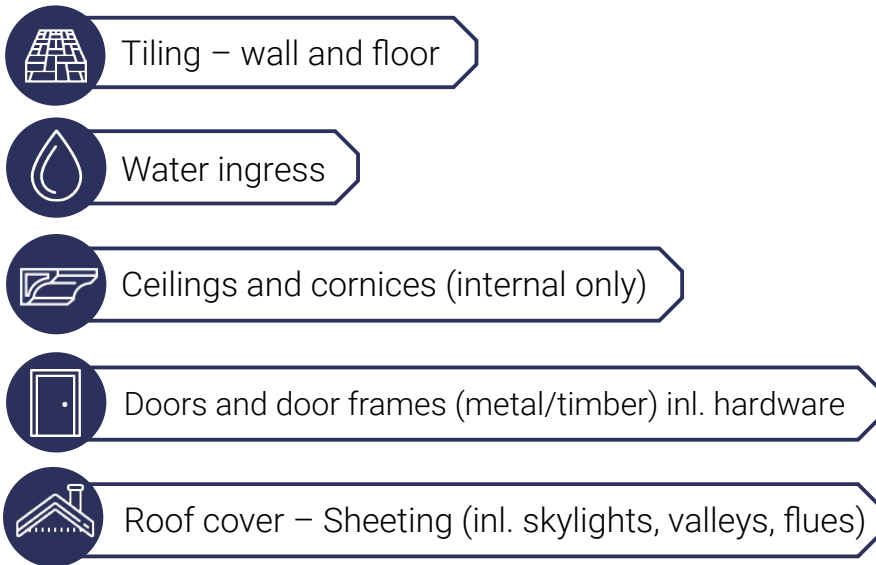 Tiling – wall and floor
Water ingress
Ceilings and cornices (internal only)
Doors and door frames (metal/timber) inl. hardware
Roof cover – Sheeting (inl. skylights, valleys, flues)